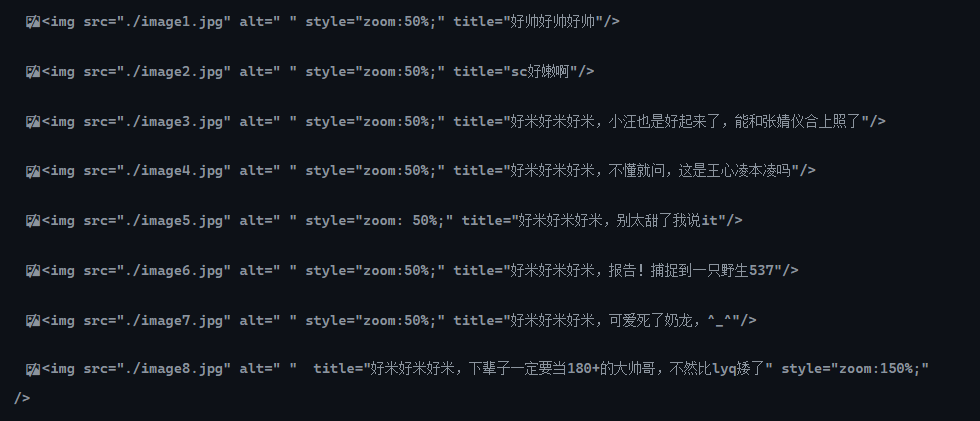 <img src="./image1.jpg" alt=" " style="zoom:50%;" title="好帅好帅好帅"/>
<img src="./image2.jpg" alt=" " style="zoom:50%;" title="sc好嫩啊"/>
<img src="./image3.jpg" alt=" " style="zoom:50%;" title="好米好米好米，小汪也是好起来了，能和张婧仪合上照了"/>
<img src="./image4.jpg" alt=" " style="zoom:50%;" title="好米好米好米，不懂就问，这是王心凌本凌吗"/>
<img src="./image5.jpg" alt=" " style="zoom: 50%;" title="好米好米好米，别太甜了我说it"/>
<img src="./image6.jpg" alt=" " style="zoom:50%;" title="好米好米好米，报告！捕捉到一只野生537"/>
<img src="./image7.jpg" alt=" " style="zoom:50%;" title="好米好米好米，可爱死了奶龙，^_^"/>
<img src="./image8.jpg" alt=" "  title="好米好米好米，下辈子一定要当180+的大帅哥，不然比lyq矮了" style="zoom:150%;"
/>